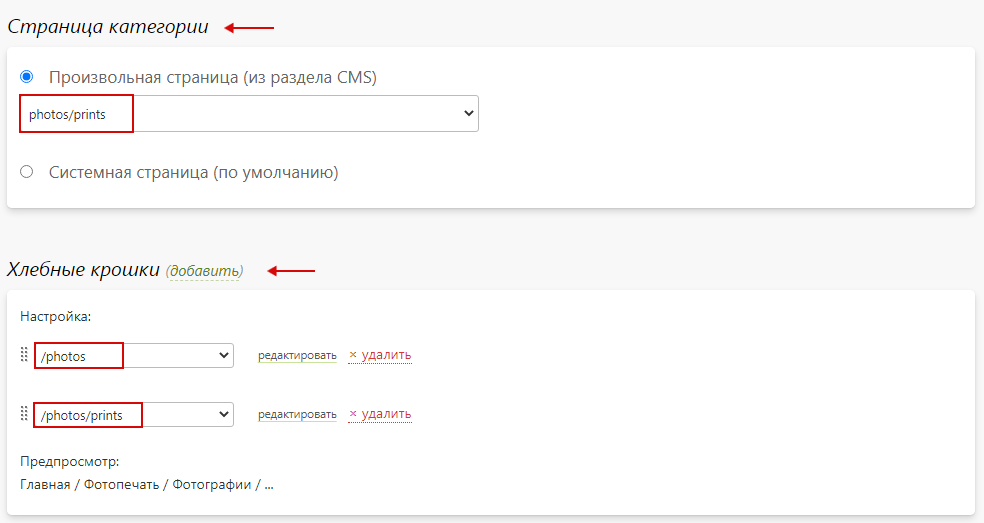 Страница категории
Произвольная страница (из раздела CMS)
photos/prints
Системная страница (по умолчанию)
Хлебные крошки (добавить)
Настройка:
/photos редактировать × удалить
/photos/prints редактировать × удалить
Предпросмотр:
Главная / Фотопечать / Фотографии / ...